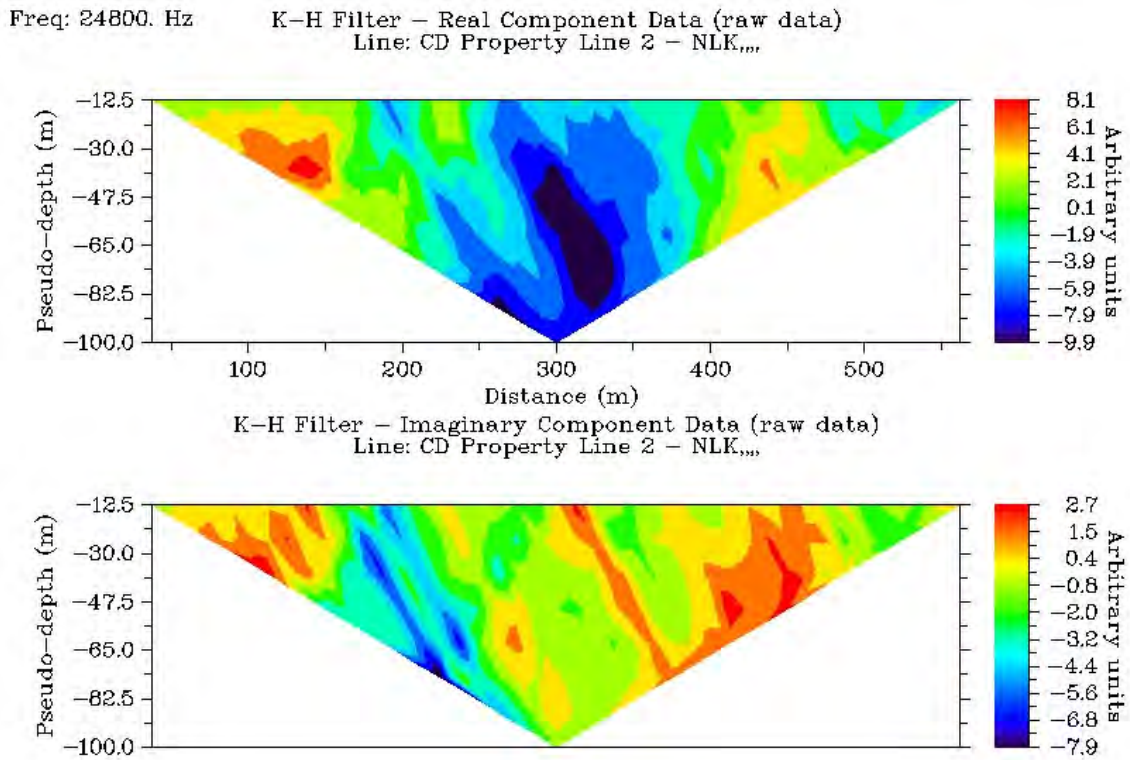 Freq: 24800. Hz
K-H Filter - Real Component Data (raw data)
Line: CD Property Line 2 - NLK,,,,
Pseudo-depth (m)
-12.5
-30.0
-47.5
-65.0
-82.5
-100.0
100 200 300 400 500
Distance (m)
8.1
6.1
4.1
2.1
0.1
-1.9
-3.9
-5.9
-7.9
-9.9
Arbitrary units
K-H Filter - Imaginary Component Data (raw data)
Line: CD Property Line 2 - NLK,,,,
Pseudo-depth (m)
-12.5
-30.0
-47.5
-65.0
-82.5
-100.0
2.7
1.5
0.4
-0.8
-2.0
-3.2
-4.4
-5.6
-6.8
-7.9
Arbitrary units